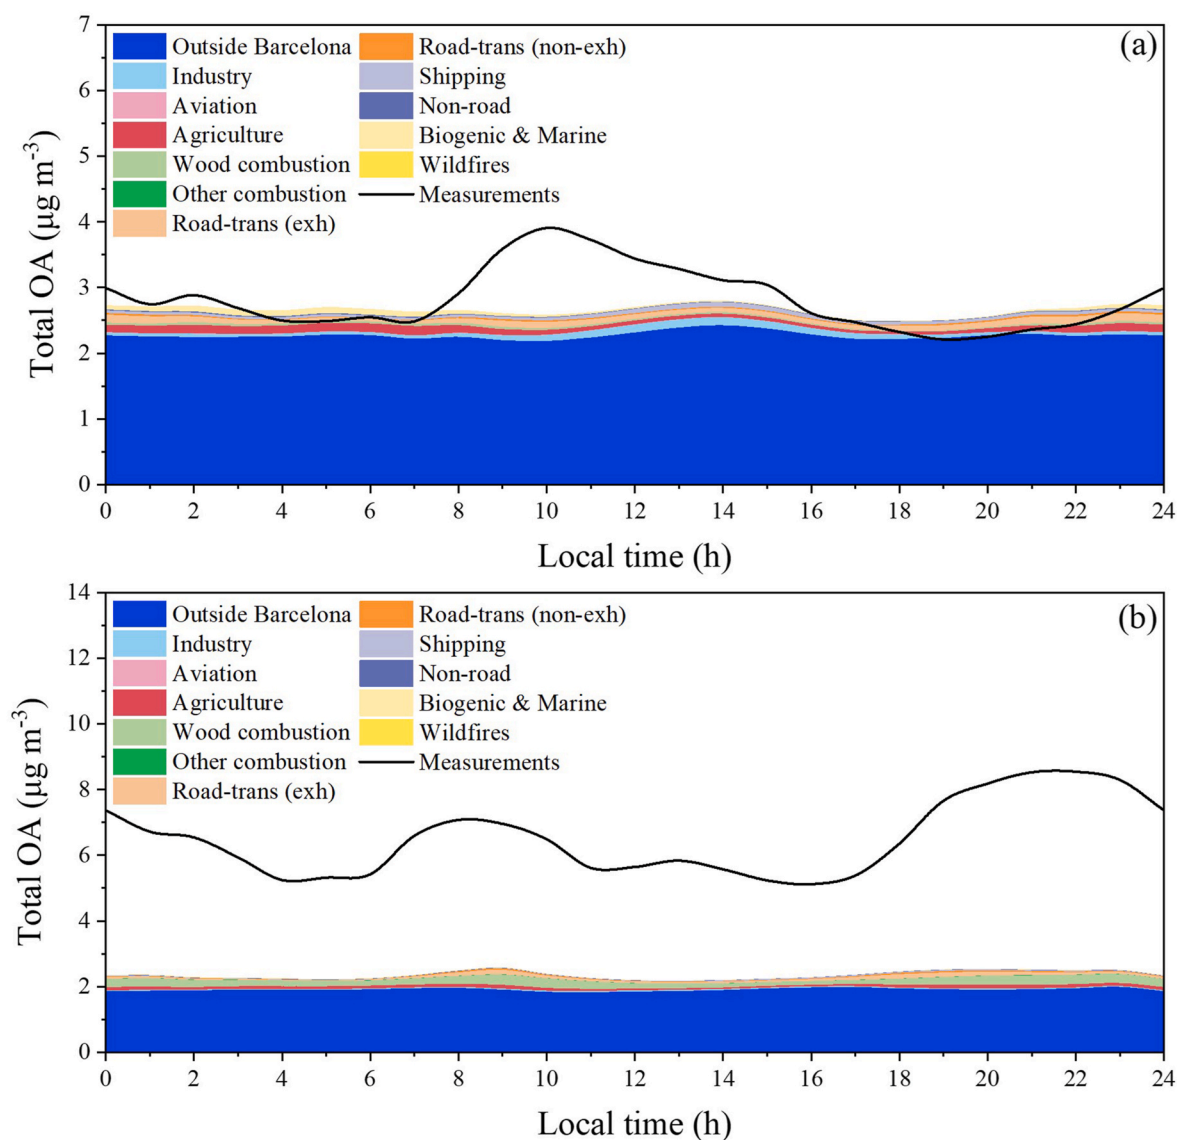 (a)
Total OA (µg m⁻³)
7
6
5
4
3
2
1
0
Outside Barcelona
Industry
Aviation
Agriculture
Wood combustion
Other combustion
Road-trans (exh)
Road-trans (non-exh)
Shipping
Non-road
Biogenic & Marine
Wildfires
Measurements
0 2 4 6 8 10 12 14 16 18 20 22 24
Local time (h)
(b)
Total OA (µg m⁻³)
14
12
10
8
6
4
2
0
Outside Barcelona
Industry
Aviation
Agriculture
Wood combustion
Other combustion
Road-trans (exh)
Road-trans (non-exh)
Shipping
Non-road
Biogenic & Marine
Wildfires
Measurements
0 2 4 6 8 10 12 14 16 18 20 22 24
Local time (h)